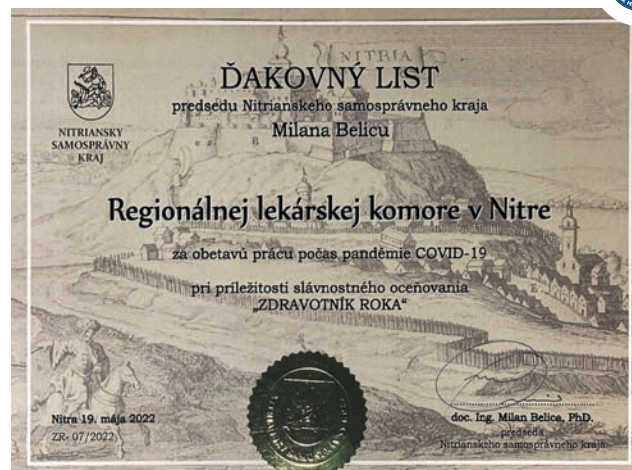 NITRIA
ĎAKOVNÝ LIST
predsedu Nitrianskeho samosprávneho kraja
Milana Belicu
NITRIANSKY
SAMOSPRÁVNY
KRAJ
Regionálnej lekárskej komore v Nitre
za obetavú prácu počas pandémie COVID-19
pri príležitosti slávnostného oceňovania
„ZDRAVOTNÍK ROKA“
Nitra 19. mája 2022
ZR- 07/2022
doc. Ing. Milan Belica, PhD.
predseda
Nitrianskeho samosprávneho kraja